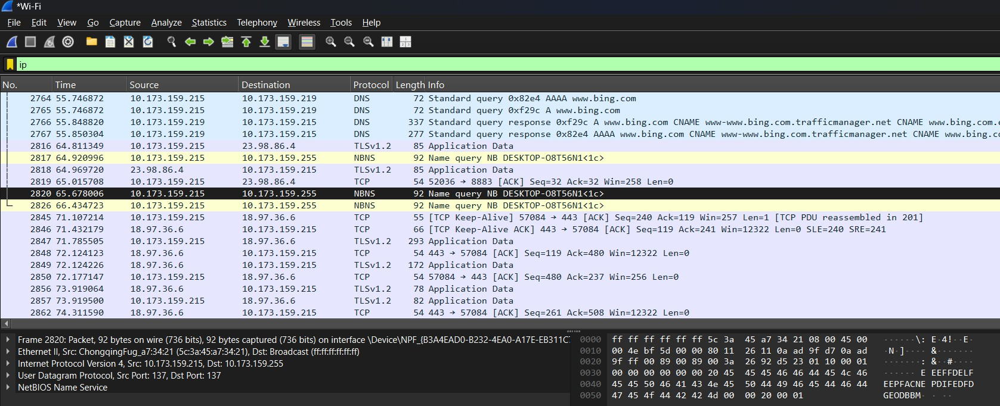 *Wi-Fi
File Edit View Go Capture Analyze Statistics Telephony Wireless Tools Help
ip
No. Time Source Destination Protocol Length Info
2764 55.746872 10.173.159.215 10.173.159.219 DNS 72 Standard query 0x82e4 AAAA www.bing.com
2765 55.746872 10.173.159.215 10.173.159.219 DNS 72 Standard query 0xf29c A www.bing.com
2766 55.848820 10.173.159.219 10.173.159.215 DNS 337 Standard query response 0xf29c A www.bing.com CNAME www-www.bing.com.trafficmanager.net CNAME www.bing.com.e
2767 55.850304 10.173.159.219 10.173.159.215 DNS 277 Standard query response 0x82e4 AAAA www.bing.com CNAME www-www.bing.com.trafficmanager.net CNAME www.bing.co
2816 64.811349 10.173.159.215 23.98.86.4 TLSv1.2 85 Application Data
2817 64.920996 10.173.159.215 10.173.159.255 NBNS 92 Name query NB DESKTOP-O8T56N1<1c>
2818 64.969720 23.98.86.4 10.173.159.215 TLSv1.2 85 Application Data
2819 65.015708 10.173.159.215 23.98.86.4 TCP 54 52036 → 8883 [ACK] Seq=32 Ack=32 Win=258 Len=0
2820 65.678006 10.173.159.215 10.173.159.255 NBNS 92 Name query NB DESKTOP-O8T56N1<1c>
2826 66.434723 10.173.159.215 10.173.159.255 NBNS 92 Name query NB DESKTOP-O8T56N1<1c>
2845 71.107214 10.173.159.215 18.97.36.6 TCP 55 [TCP Keep-Alive] 57084 → 443 [ACK] Seq=240 Ack=119 Win=257 Len=1 [TCP PDU reassembled in 201]
2846 71.432179 18.97.36.6 10.173.159.215 TCP 66 [TCP Keep-Alive ACK] 443 → 57084 [ACK] Seq=119 Ack=241 Win=12322 Len=0 SLE=240 SRE=241
2847 71.785505 10.173.159.215 18.97.36.6 TLSv1.2 293 Application Data
2848 72.124123 18.97.36.6 10.173.159.215 TCP 54 443 → 57084 [ACK] Seq=119 Ack=480 Win=12322 Len=0
2849 72.124226 18.97.36.6 10.173.159.215 TLSv1.2 172 Application Data
2850 72.177147 10.173.159.215 18.97.36.6 TCP 54 57084 → 443 [ACK] Seq=480 Ack=237 Win=256 Len=0
2856 73.919064 18.97.36.6 10.173.159.215 TLSv1.2 78 Application Data
2857 73.919500 10.173.159.215 18.97.36.6 TLSv1.2 82 Application Data
2862 74.311590 18.97.36.6 10.173.159.215 TCP 54 443 → 57084 [ACK] Seq=261 Ack=508 Win=12322 Len=0
Frame 2820: Packet, 92 bytes on wire (736 bits), 92 bytes captured (736 bits) on interface \Device\NPF_{B3A4EAD0-B232-4EA0-A17E-EB311C
Ethernet II, Src: ChongqingFug_a7:34:21 (5c:3a:45:a7:34:21), Dst: Broadcast (ff:ff:ff:ff:ff:ff)
Internet Protocol Version 4, Src: 10.173.159.215, Dst: 10.173.159.255
User Datagram Protocol, Src Port: 137, Dst Port: 137
NetBIOS Name Service
0000 ff ff ff ff ff ff 5c 3a 45 a7 34 21 08 00 45 00 ······\: E·4!··E·
0010 00 4e bf 5d 00 00 80 11 26 11 0a ad 9f d7 0a ad ·N·]···· &·······
0020 9f ff 00 89 00 89 00 3a 26 92 d5 23 01 10 00 01 ·······: &··#····
0030 00 00 00 00 00 00 20 45 45 45 46 46 44 45 4c 46 ······ E EEFFDELF
0040 45 45 50 46 41 43 4e 45 50 44 49 46 45 44 46 44 EEPFACNE PDIFEDFD
0050 47 45 4f 44 42 42 4d 00 00 20 00 01 GEODBBM· · ··